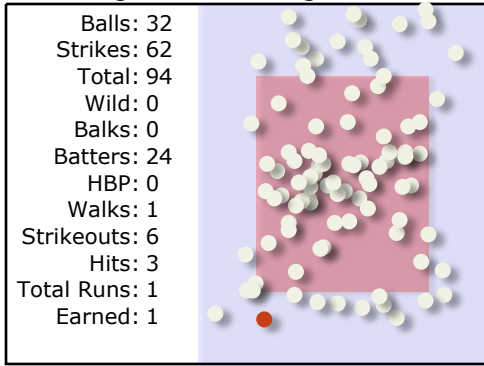 Balls: 32
Strikes: 62
Total: 94
Wild: 0
Balks: 0
Batters: 24
HBP: 0
Walks: 1
Strikeouts: 6
Hits: 3
Total Runs: 1
Earned: 1